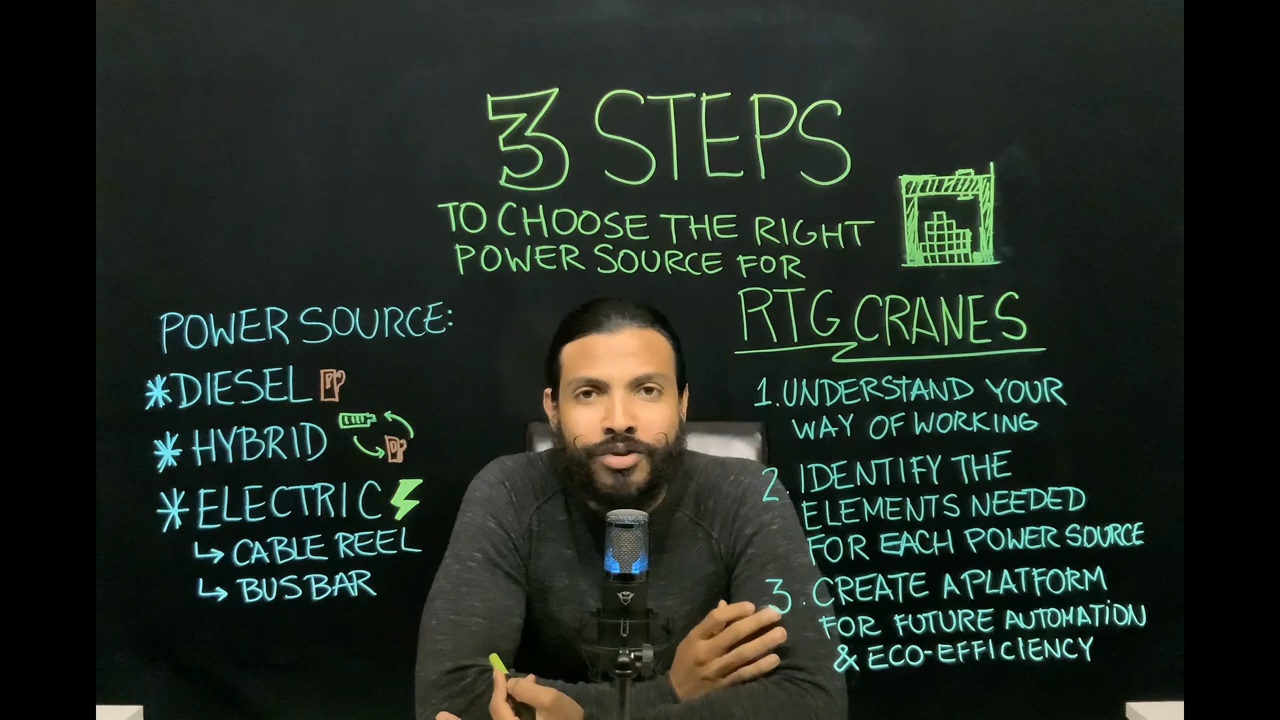 3 STEPS
TO CHOOSE THE RIGHT
POWER SOURCE FOR
RTG CRANES
POWER SOURCE:
* DIESEL
* HYBRID
* ELECTRIC
↳ CABLE REEL
↳ BUSBAR
1. UNDERSTAND YOUR
WAY OF WORKING
2. IDENTIFY THE
ELEMENTS NEEDED
FOR EACH POWER SOURCE
3. CREATE A PLATFORM
FOR FUTURE AUTOMATION
& ECO-EFFICIENCY